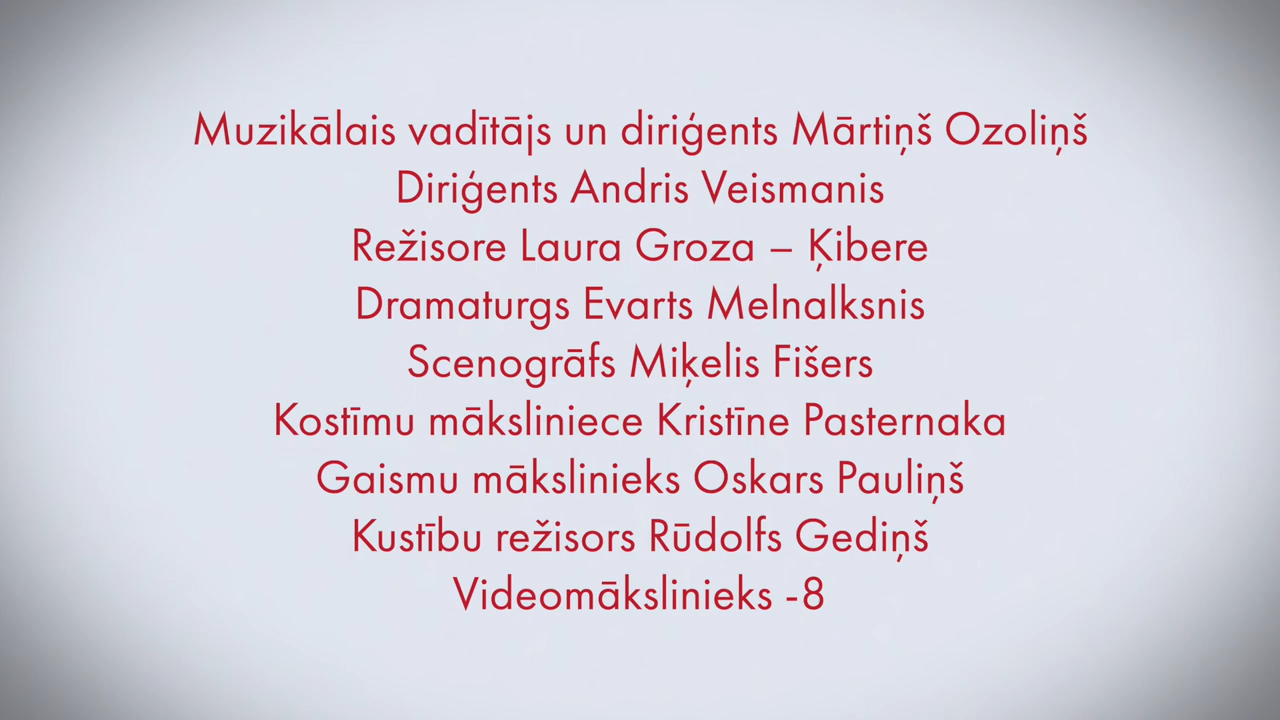 Muzikālais vadītājs un diriģents Mārtiņš Ozoliņš
Diriģents Andris Veismanis
Režisore Laura Groza – Ķibere
Dramaturgs Evarts Melnalksnis
Scenogrāfs Miķelis Fišers
Kostīmu māksliniece Kristīne Pasternaka
Gaismu mākslinieks Oskars Pauliņš
Kustību režisors Rūdolfs Gediņš
Videomākslinieks -8